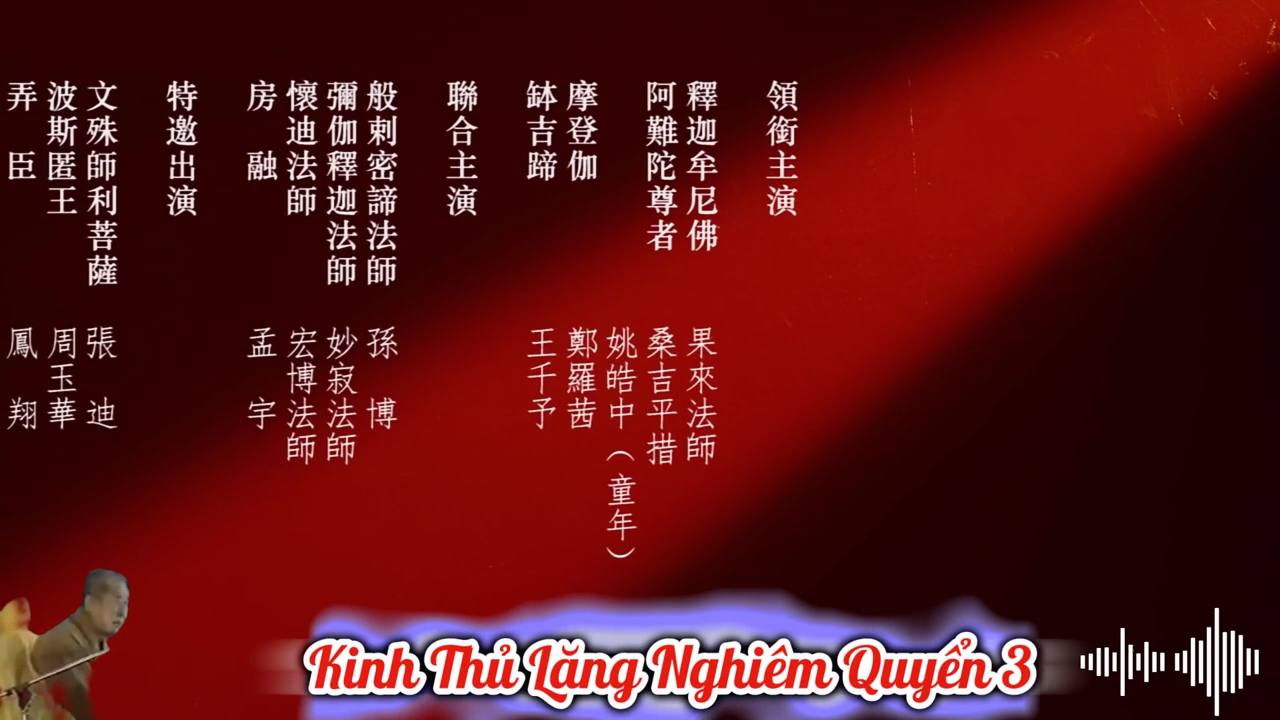 領銜主演
釋迦牟尼佛 果來法師
阿難陀尊者 桑吉平措
姚皓中（童年）
摩登伽 鄭羅茜
缽吉蹄 王千予
聯合主演
般刺密諦法師 孫博
彌伽釋迦法師 妙寂法師
懷迪法師 宏博法師
房融 孟宇
特邀出演
文殊師利菩薩 張迪
波斯匿王 周玉華
弄臣 鳳翔
Kinh Thủ Lăng Nghiêm Quyển 3